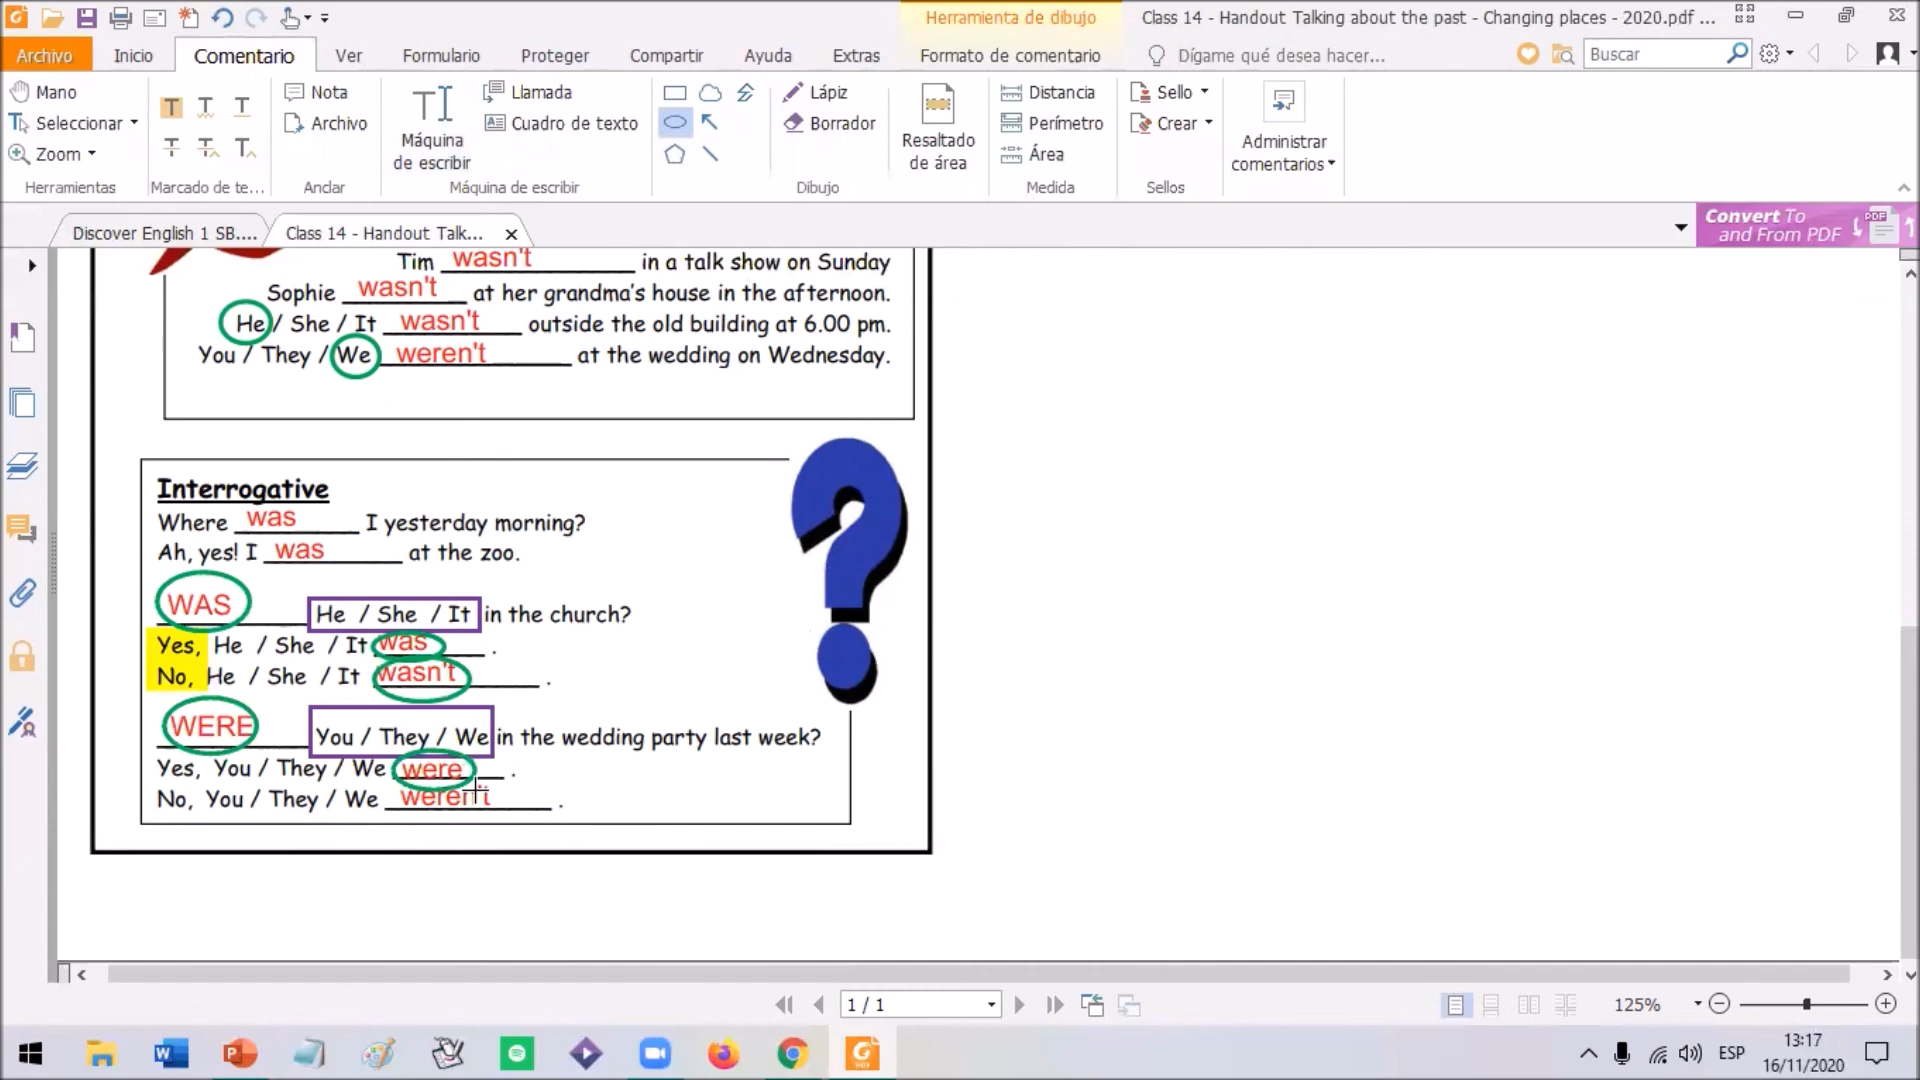 Herramienta de dibujo
Class 14 - Handout Talking about the past - Changing places - 2020.pdf ...
Archivo Inicio Comentario Ver Formulario Proteger Compartir Ayuda Extras Formato de comentario Dígame qué desea hacer... Buscar
Mano
Seleccionar
Zoom
Herramientas
T T T
T T T
Marcado de te...
Nota
Archivo
Anclar
Máquina de escribir
Llamada
Cuadro de texto
Máquina de escribir
Lápiz
Borrador
Dibujo
Resaltado de área
Distancia
Perímetro
Área
Medida
Sello
Crear
Sellos
Administrar comentarios
Discover English 1 SB.... Class 14 - Handout Talk...
Convert To
and From PDF
PDF
Tim wasn't in a talk show on Sunday
Sophie wasn't at her grandma's house in the afternoon.
He / She / It wasn't outside the old building at 6.00 pm.
You / They / We weren't at the wedding on Wednesday.
Interrogative
Where was I yesterday morning?
Ah, yes! I was at the zoo.
WAS He / She / It in the church?
Yes, He / She / It was .
No, He / She / It wasn't .
WERE You / They / We in the wedding party last week?
Yes, You / They / We were .
No, You / They / We weren't .
?
1 / 1
125%
ESP
13:17
16/11/2020